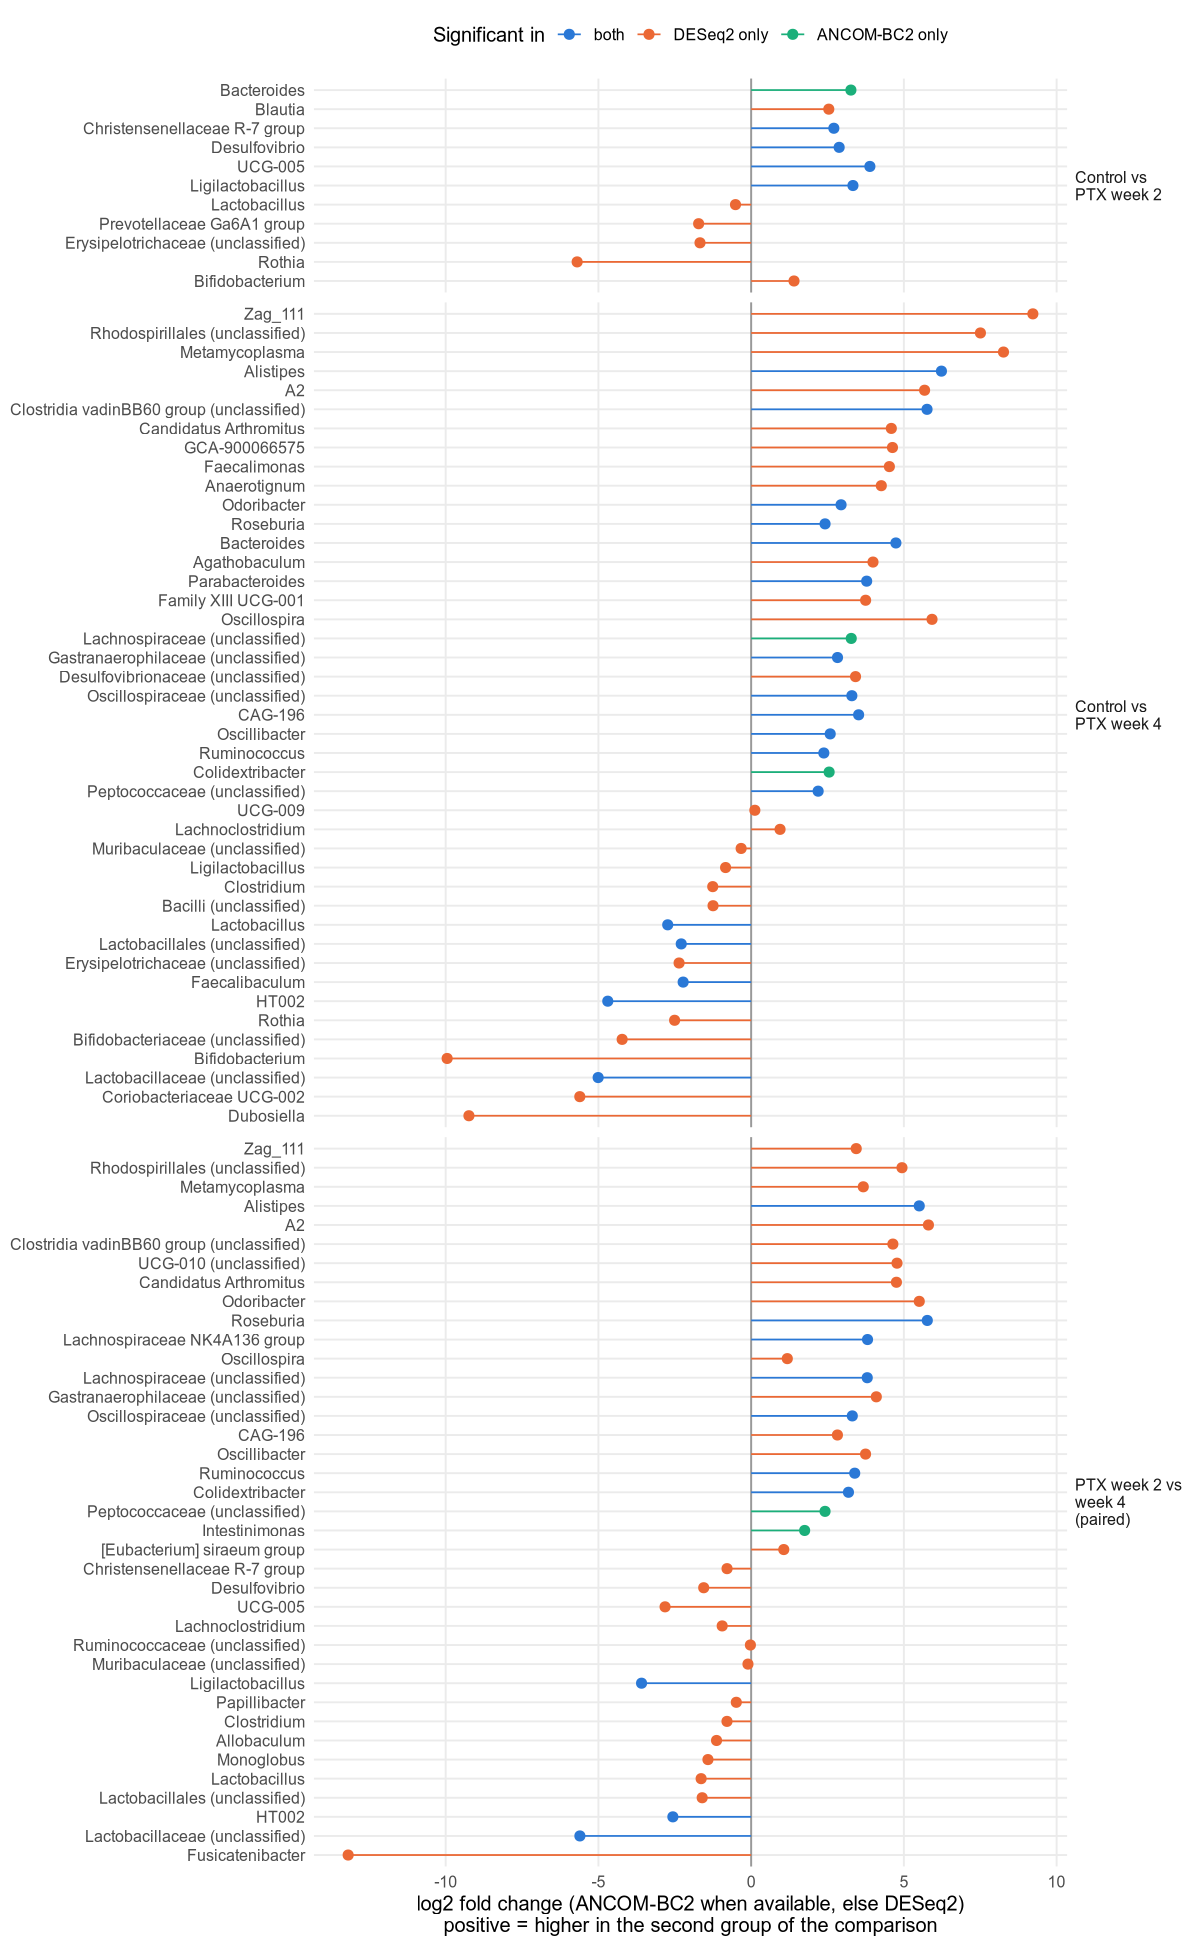 Significant in both DESeq2 only ANCOM-BC2 only
Bacteroides
Blautia
Christensenellaceae R-7 group
Desulfovibrio
UCG-005
Ligilactobacillus
Lactobacillus
Prevotellaceae Ga6A1 group
Erysipelotrichaceae (unclassified)
Rothia
Bifidobacterium
Control vs
PTX week 2
Zag_111
Rhodospirillales (unclassified)
Metamycoplasma
Alistipes
A2
Clostridia vadinBB60 group (unclassified)
Candidatus Arthromitus
GCA-900066575
Faecalimonas
Anaerotignum
Odoribacter
Roseburia
Bacteroides
Agathobaculum
Parabacteroides
Family XIII UCG-001
Oscillospira
Lachnospiraceae (unclassified)
Gastranaerophilaceae (unclassified)
Desulfovibrionaceae (unclassified)
Oscillospiraceae (unclassified)
CAG-196
Oscillibacter
Ruminococcus
Colidextribacter
Peptococcaceae (unclassified)
UCG-009
Lachnoclostridium
Muribaculaceae (unclassified)
Ligilactobacillus
Clostridium
Bacilli (unclassified)
Lactobacillus
Lactobacillales (unclassified)
Erysipelotrichaceae (unclassified)
Faecalibaculum
HT002
Rothia
Bifidobacteriaceae (unclassified)
Bifidobacterium
Lactobacillaceae (unclassified)
Coriobacteriaceae UCG-002
Dubosiella
Control vs
PTX week 4
Zag_111
Rhodospirillales (unclassified)
Metamycoplasma
Alistipes
A2
Clostridia vadinBB60 group (unclassified)
UCG-010 (unclassified)
Candidatus Arthromitus
Odoribacter
Roseburia
Lachnospiraceae NK4A136 group
Oscillospira
Lachnospiraceae (unclassified)
Gastranaerophilaceae (unclassified)
Oscillospiraceae (unclassified)
CAG-196
Oscillibacter
Ruminococcus
Colidextribacter
Peptococcaceae (unclassified)
Intestinimonas
[Eubacterium] siraeum group
Christensenellaceae R-7 group
Desulfovibrio
UCG-005
Lachnoclostridium
Ruminococcaceae (unclassified)
Muribaculaceae (unclassified)
Ligilactobacillus
Papillibacter
Clostridium
Allobaculum
Monoglobus
Lactobacillus
Lactobacillales (unclassified)
HT002
Lactobacillaceae (unclassified)
Fusicatenibacter
PTX week 2 vs
week 4
(paired)
-10 -5 0 5 10
log2 fold change (ANCOM-BC2 when available, else DESeq2)
positive = higher in the second group of the comparison